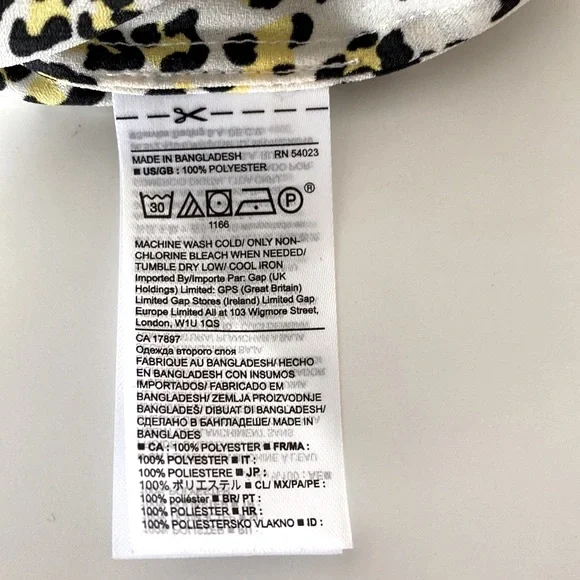 MADE IN BANGLADESH RN 54023
■ US/GB : 100% POLYESTER
30 P ®
1166
MACHINE WASH COLD/ ONLY NON-
CHLORINE BLEACH WHEN NEEDED/
TUMBLE DRY LOW/ COOL IRON
Imported By/Importe Par: Gap (UK
Holdings) Limited: GPS (Great Britain)
Limited Gap Stores (Ireland) Limited Gap
Europe Limited All at 103 Wigmore Street,
London, W1U 1QS
CA 17897
Одежда второго слоя
FABRIQUE AU BANGLADESH/ HECHO
EN BANGLADESH CON INSUMOS
IMPORTADOS/ FABRICADO EM
BANGLADESH/ ZEMLJA PROIZVODNJE
BANGLADEŠ/ DIBUAT DI BANGLADESH/
СДЕЛАНО В БАНГЛАДЕШЕ/ MADE IN
BANGLADES
■ CA : 100% POLYESTER ■ FR/MA :
100% POLYESTER ■ IT :
100% POLIESTERE ■ JP :
100% ポリエステル ■ CL/ MX/PA/PE :
100% poliéster ■ BR/ PT :
100% POLIÉSTER ■ HR :
100% POLIESTERSKO VLAKNO ■ ID :